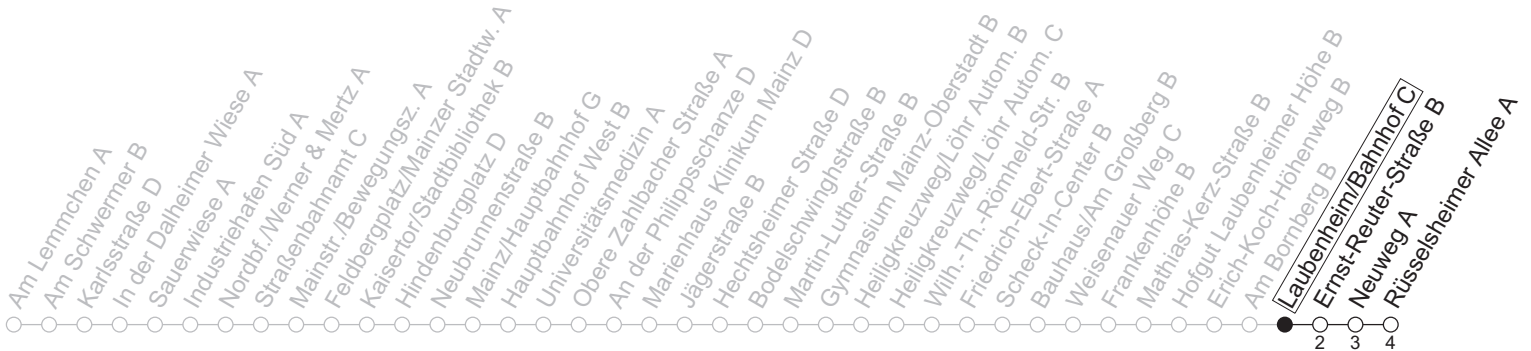 Am Lemmchen A
Am Schwermer B
Karlsstraße D
In der Dalheimer Wiese A
Sauerwiese A
Industriehafen Süd A
Nordbf./Werner & Mertz A
Straßenbahnamt C
Mainstr./Bewegungsz. A
Feldbergplatz/Mainzer Stadtw. A
Kaisertor/Stadtbibliothek B
Hindenburgplatz D
Neubrunnenstraße B
Mainz/Hauptbahnhof G
Hauptbahnhof West B
Universitätsmedizin A
Obere Zahlbacher Straße A
An der Philippsschanze D
Marienhaus Klinikum Mainz D
Jägerstraße B
Hechtsheimer Straße D
Bodelschwinghstraße B
Martin-Luther-Straße B
Gymnasium Mainz-Oberstadt B
Heiligkreuzweg/Löhr Autom. B
Heiligkreuzweg/Löhr Autom. C
Wilh.-Th.-Römheld-Str. B
Friedrich-Ebert-Straße A
Scheck-In-Center B
Bauhaus/Am Großberg B
Weisenauer Weg C
Frankenhöhe B
Mathias-Kerz-Straße B
Hofgut Laubenheimer Höhe B
Erich-Koch-Höhenweg B
Am Bornberg B
Laubenheim/Bahnhof C
Ernst-Reuter-Straße B
Neuweg A
Rüsselsheimer Allee A
2 3 4